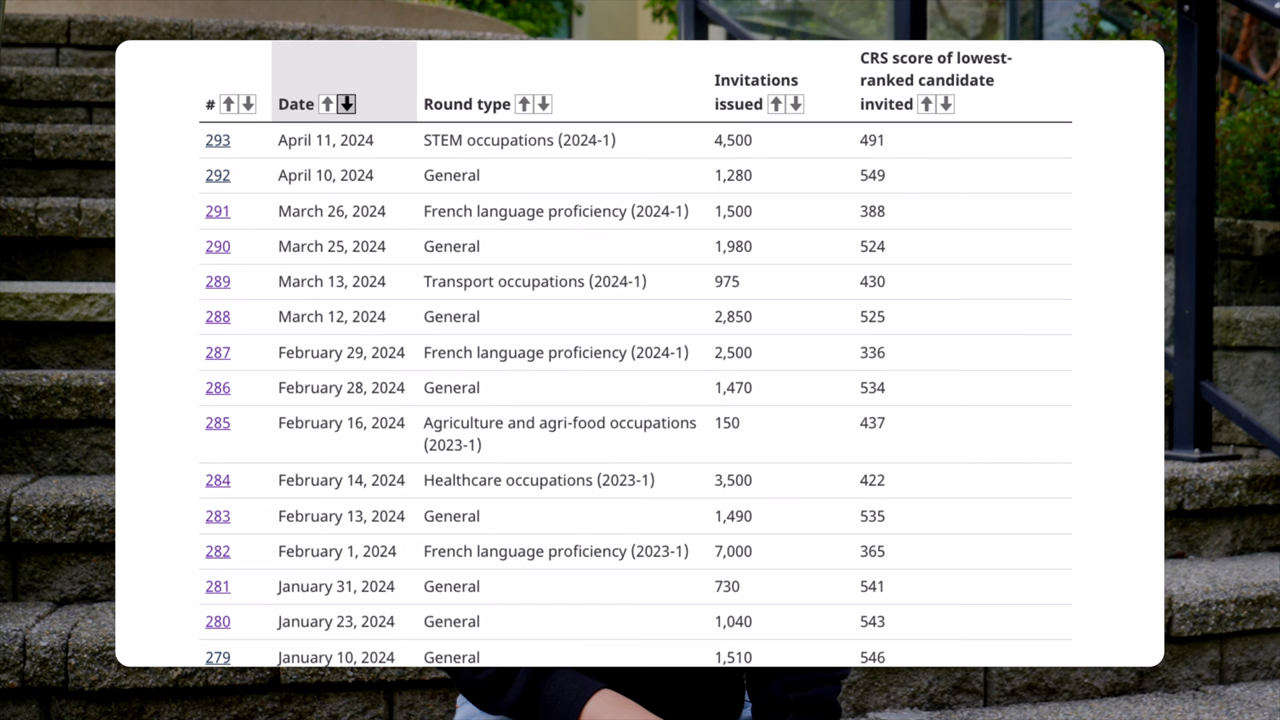 # Date Round type Invitations issued CRS score of lowest-ranked candidate invited
293 April 11, 2024 STEM occupations (2024-1) 4,500 491
292 April 10, 2024 General 1,280 549
291 March 26, 2024 French language proficiency (2024-1) 1,500 388
290 March 25, 2024 General 1,980 524
289 March 13, 2024 Transport occupations (2024-1) 975 430
288 March 12, 2024 General 2,850 525
287 February 29, 2024 French language proficiency (2024-1) 2,500 336
286 February 28, 2024 General 1,470 534
285 February 16, 2024 Agriculture and agri-food occupations (2023-1) 150 437
284 February 14, 2024 Healthcare occupations (2023-1) 3,500 422
283 February 13, 2024 General 1,490 535
282 February 1, 2024 French language proficiency (2023-1) 7,000 365
281 January 31, 2024 General 730 541
280 January 23, 2024 General 1,040 543
279 January 10, 2024 General 1,510 546